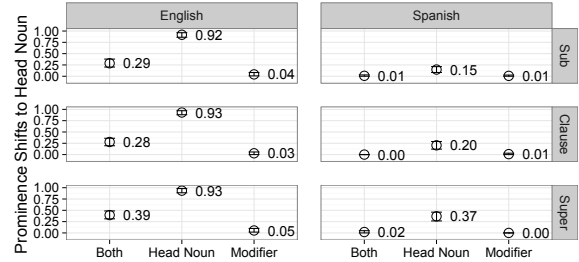 English Spanish
Prominence Shifts to Head Noun
1.00
0.75
0.50
0.25
0.00
0.29 0.92 0.04 0.01 0.15 0.01
Sub
1.00
0.75
0.50
0.25
0.00
0.28 0.93 0.03 0.00 0.20 0.01
Clause
1.00
0.75
0.50
0.25
0.00
0.39 0.93 0.05 0.02 0.37 0.00
Super
Both Head Noun Modifier Both Head Noun Modifier